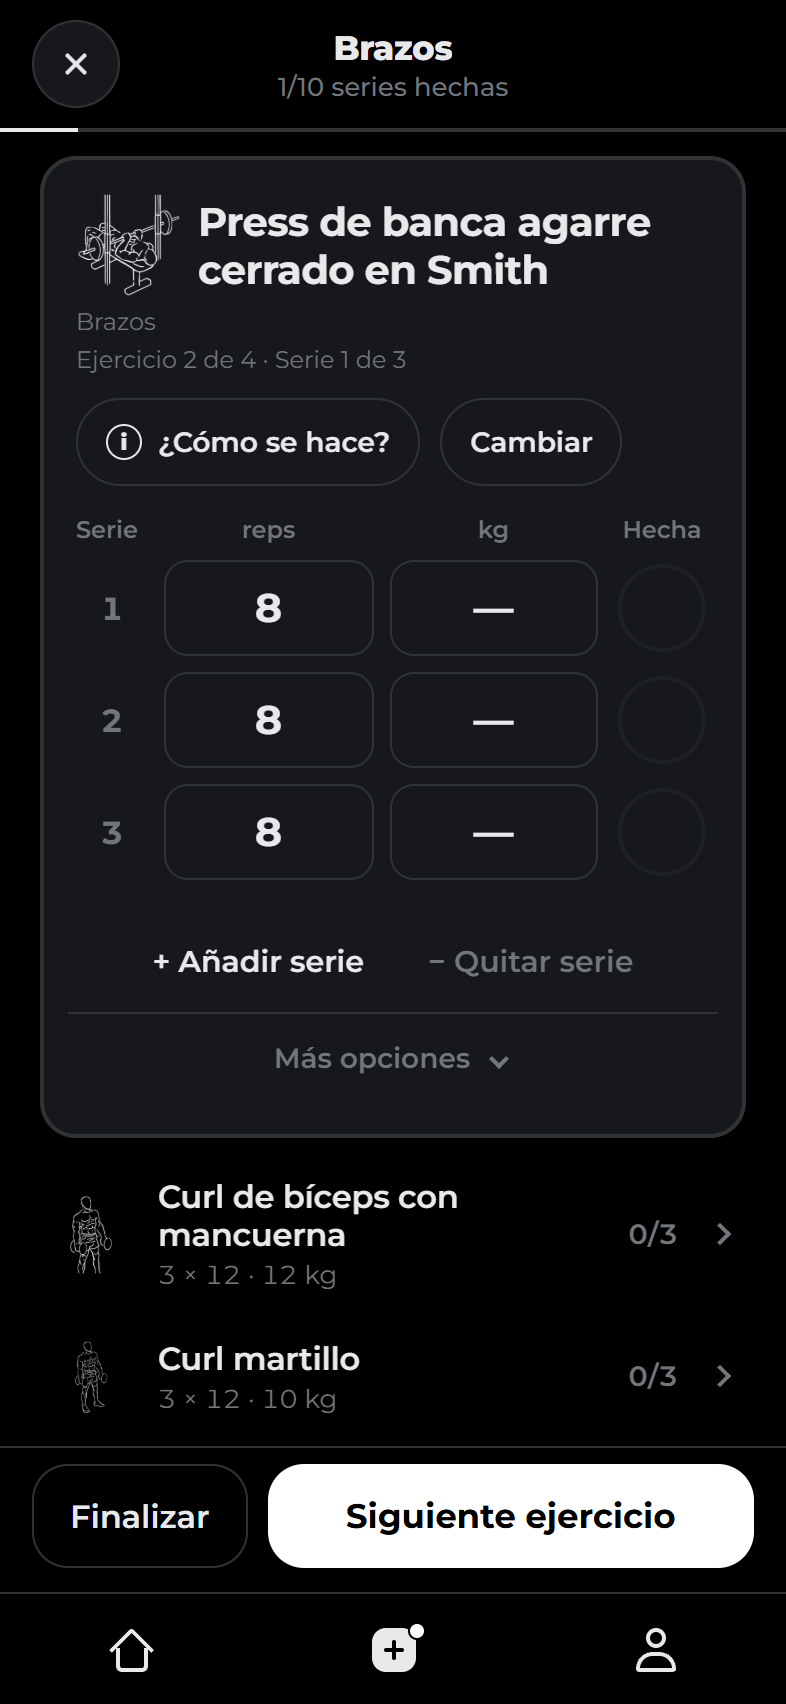 Brazos
1/10 series hechas
Press de banca agarre
cerrado en Smith
Brazos
Ejercicio 2 de 4 · Serie 1 de 3
¿Cómo se hace?
Cambiar
Serie reps kg Hecha
1 8 —
2 8 —
3 8 —
+ Añadir serie − Quitar serie
Más opciones
Curl de bíceps con
mancuerna
3 × 12 · 12 kg
0/3
Curl martillo
3 × 12 · 10 kg
0/3
Finalizar
Siguiente ejercicio